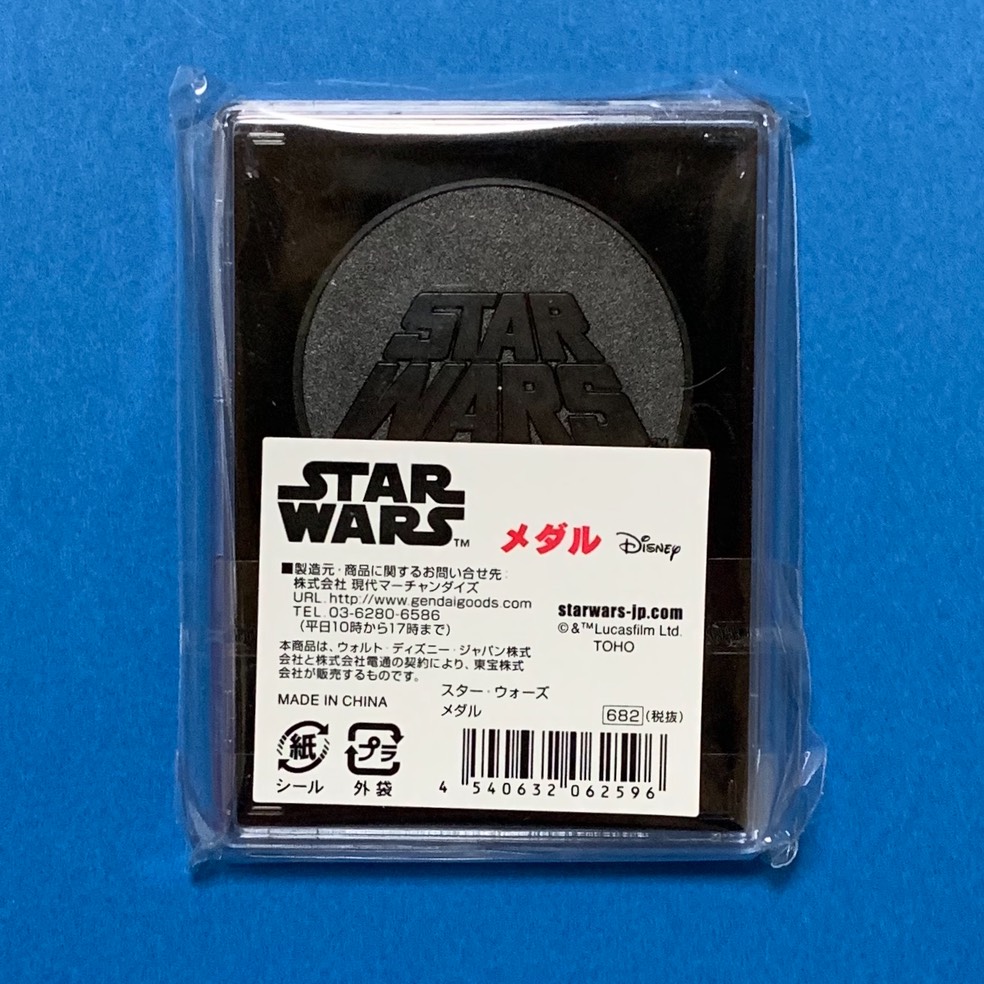 STAR
WARS
STAR
WARS™
メダル
Disney
■製造元・商品に関するお問い合せ先:
株式会社 現代マーチャンダイズ
URL.http://www.gendaigoods.com
TEL.03-6280-6586
(平日10時から17時まで)
starwars-jp.com
©&™Lucasfilm Ltd.
TOHO
本商品は、ウォルト・ディズニー・ジャパン株式
会社と株式会社電通の契約により、東宝株式
会社が販売するものです。
MADE IN CHINA
スター・ウォーズ
メダル
682(税抜)
紙
シール
プラ
外袋
4 540632 062596